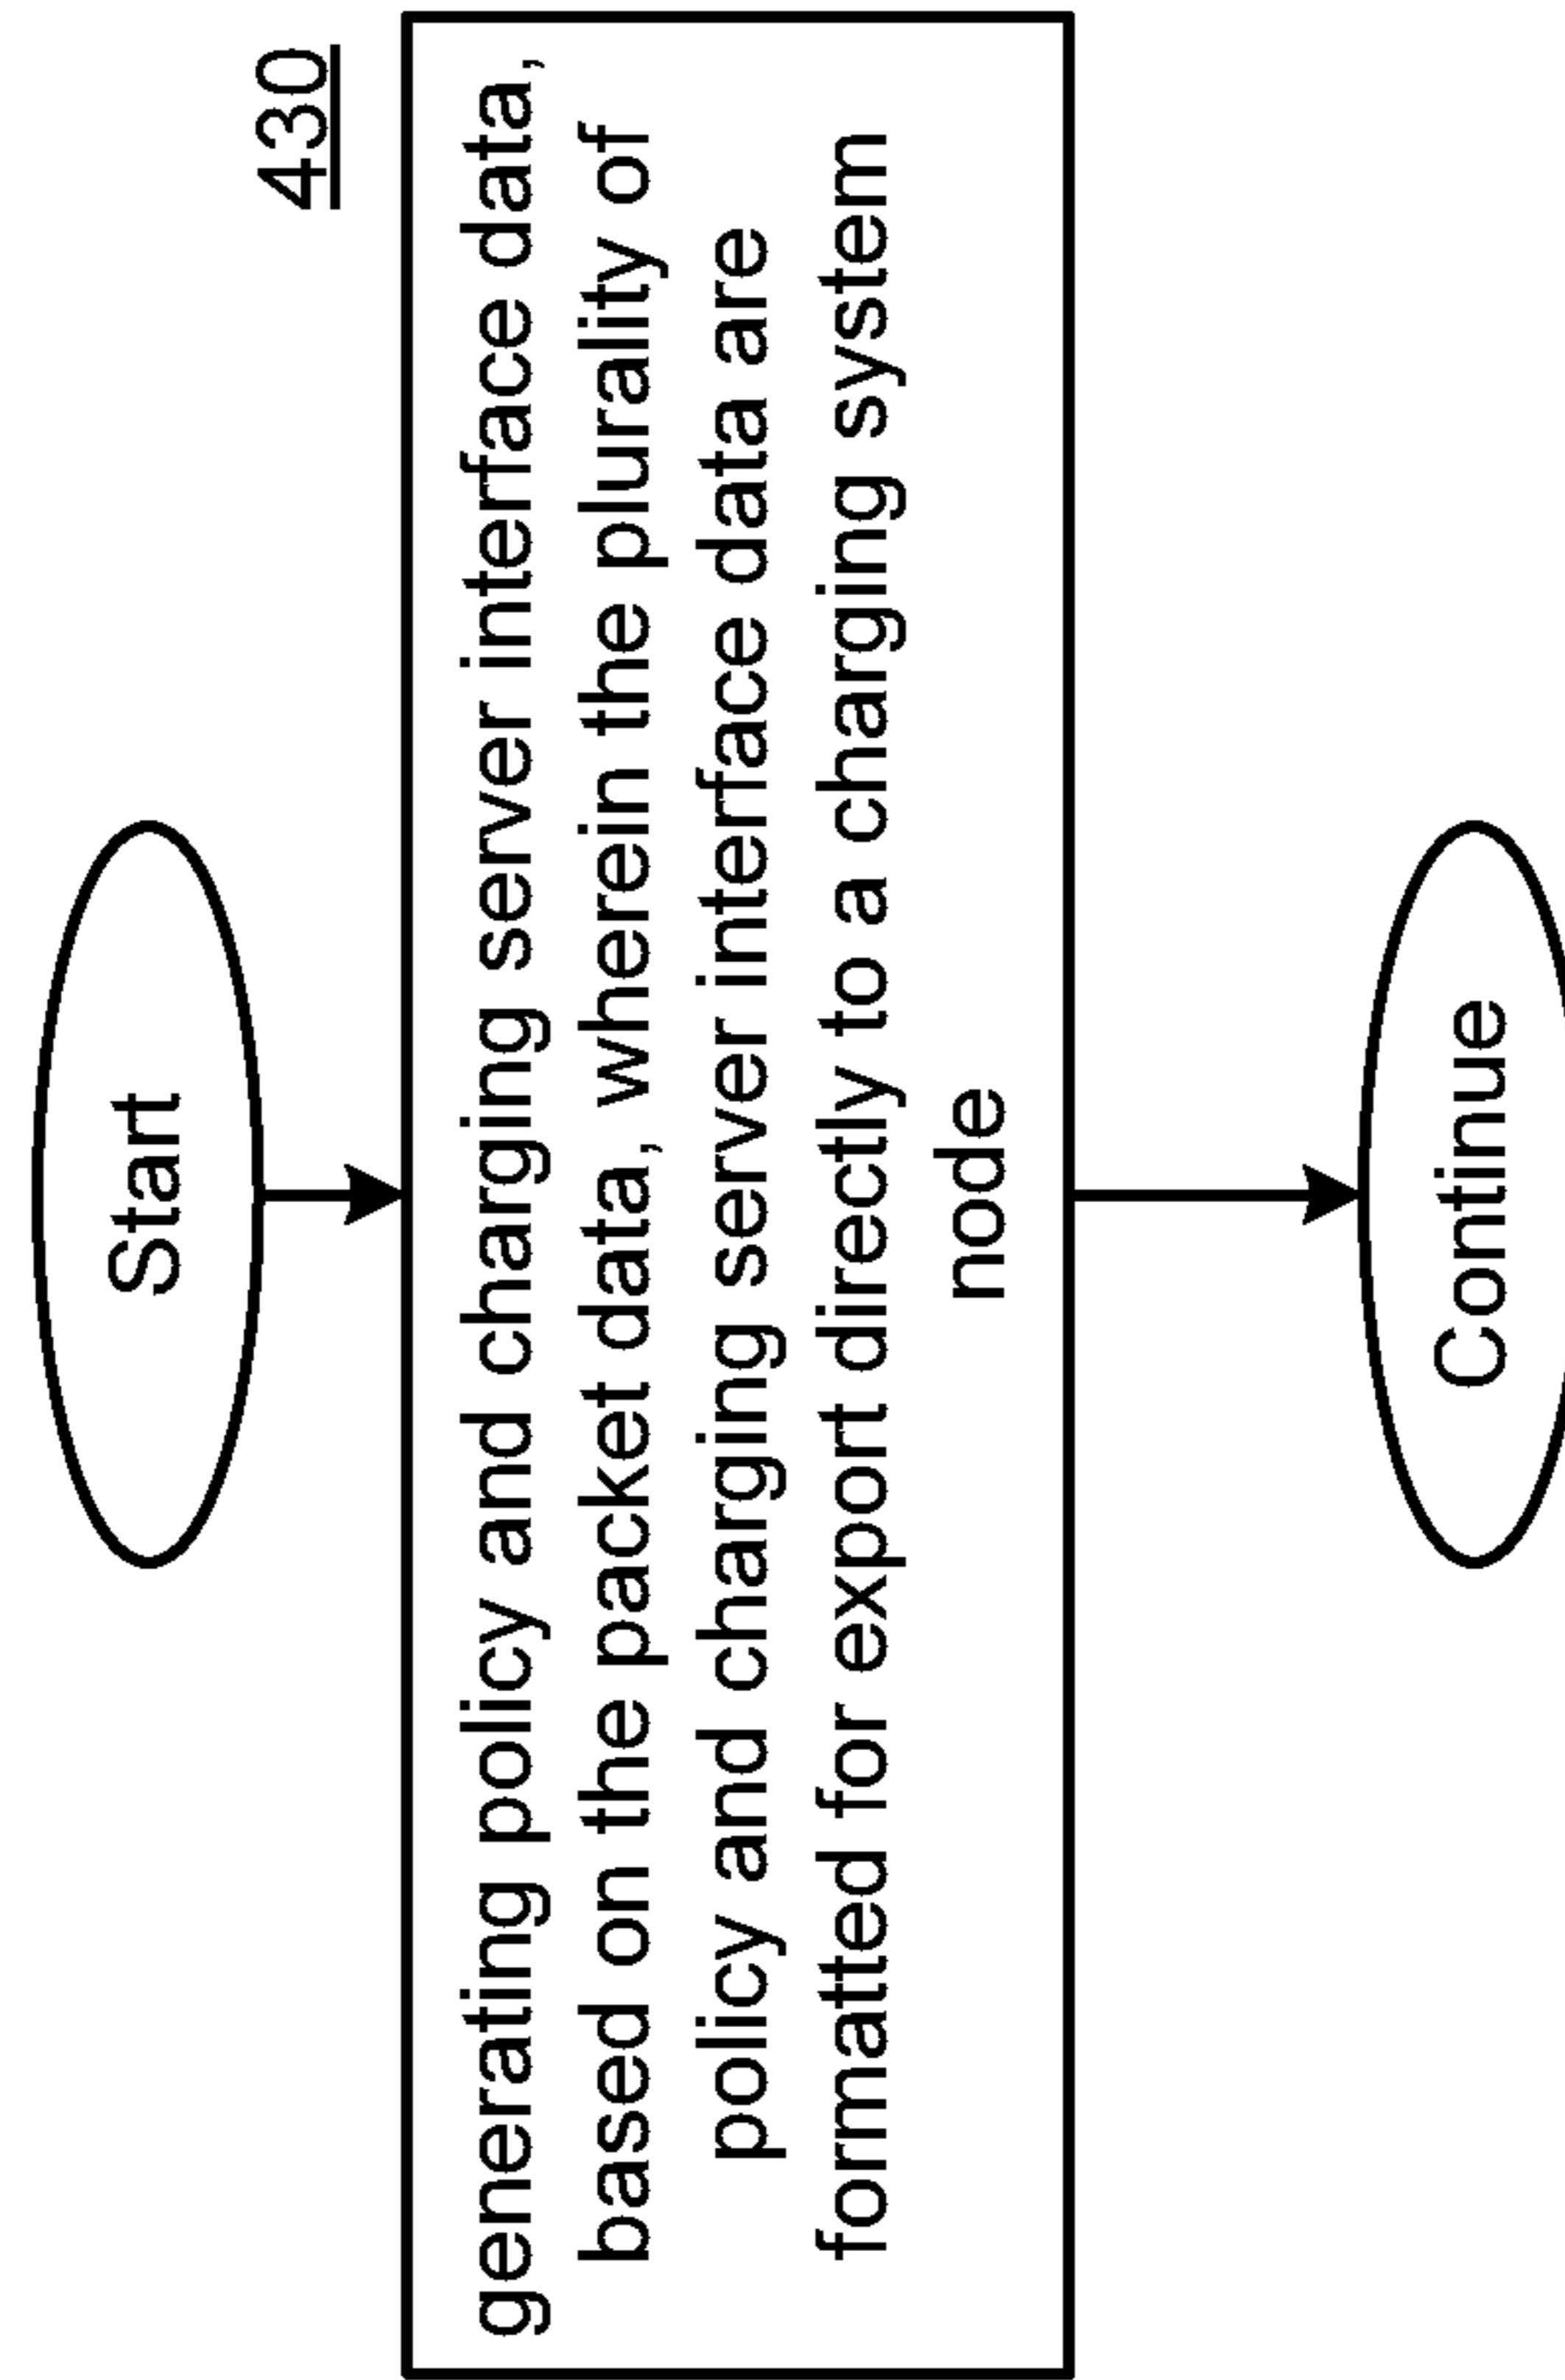 Start
430
generating policy and charging server interface data,
based on the packet data, wherein the plurality of
policy and charging server interface data are
formatted for export directly to a charging system
node
Continue